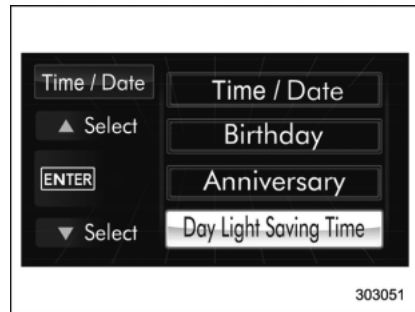 Time / Date
▲ Select
ENTER
▼ Select
Time / Date
Birthday
Anniversary
Day Light Saving Time
303051